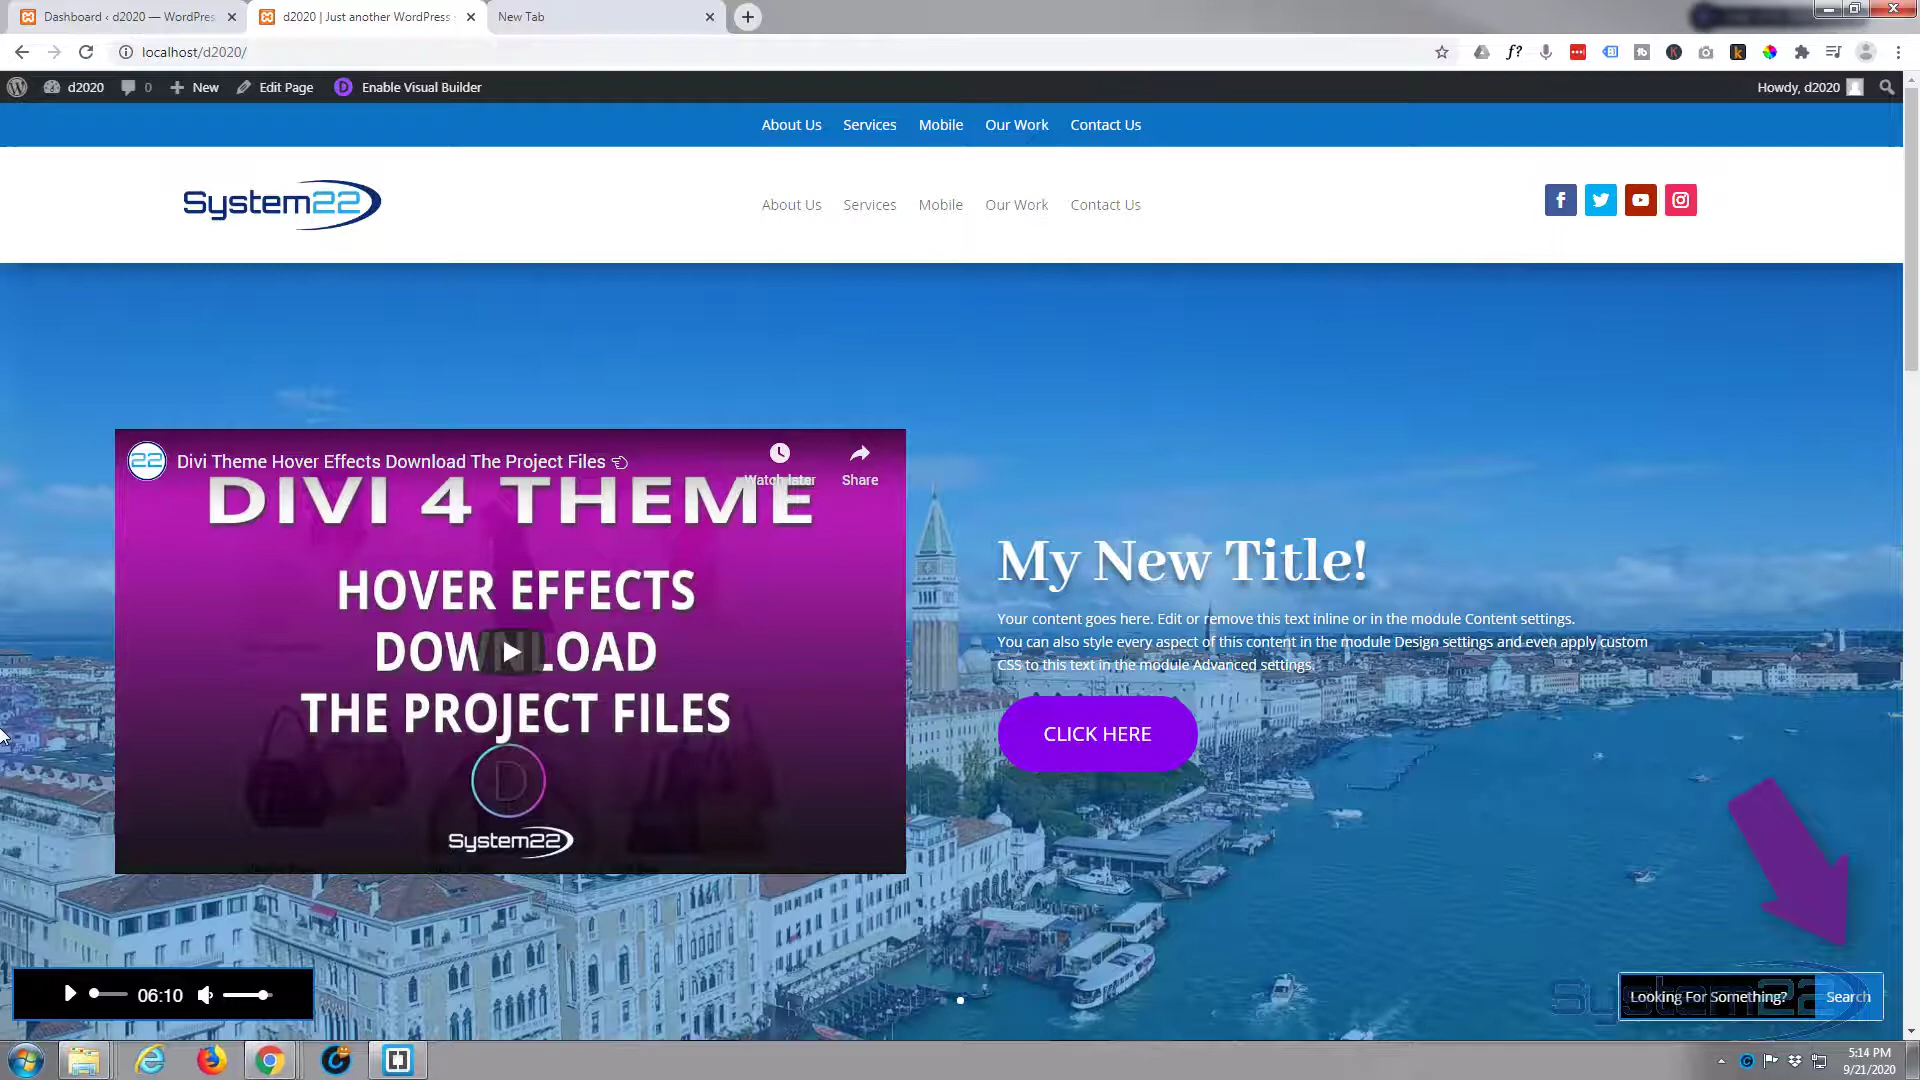 Dashboard ‹ d2020 — WordPres
d2020 | Just another WordPress
New Tab
localhost/d2020/
d2020
0
New
Edit Page
Enable Visual Builder
Howdy, d2020
About Us
Services
Mobile
Our Work
Contact Us
System22
About Us
Services
Mobile
Our Work
Contact Us
22
Divi Theme Hover Effects Download The Project Files
Watch later
Share
DIVI 4 THEME
HOVER EFFECTS
DOWNLOAD
THE PROJECT FILES
D
System22
My New Title!
Your content goes here. Edit or remove this text inline or in the module Content settings.
You can also style every aspect of this content in the module Design settings and even apply custom
CSS to this text in the module Advanced settings.
CLICK HERE
06:10
Looking For Something?
Search
System22
5:14 PM
9/21/2020